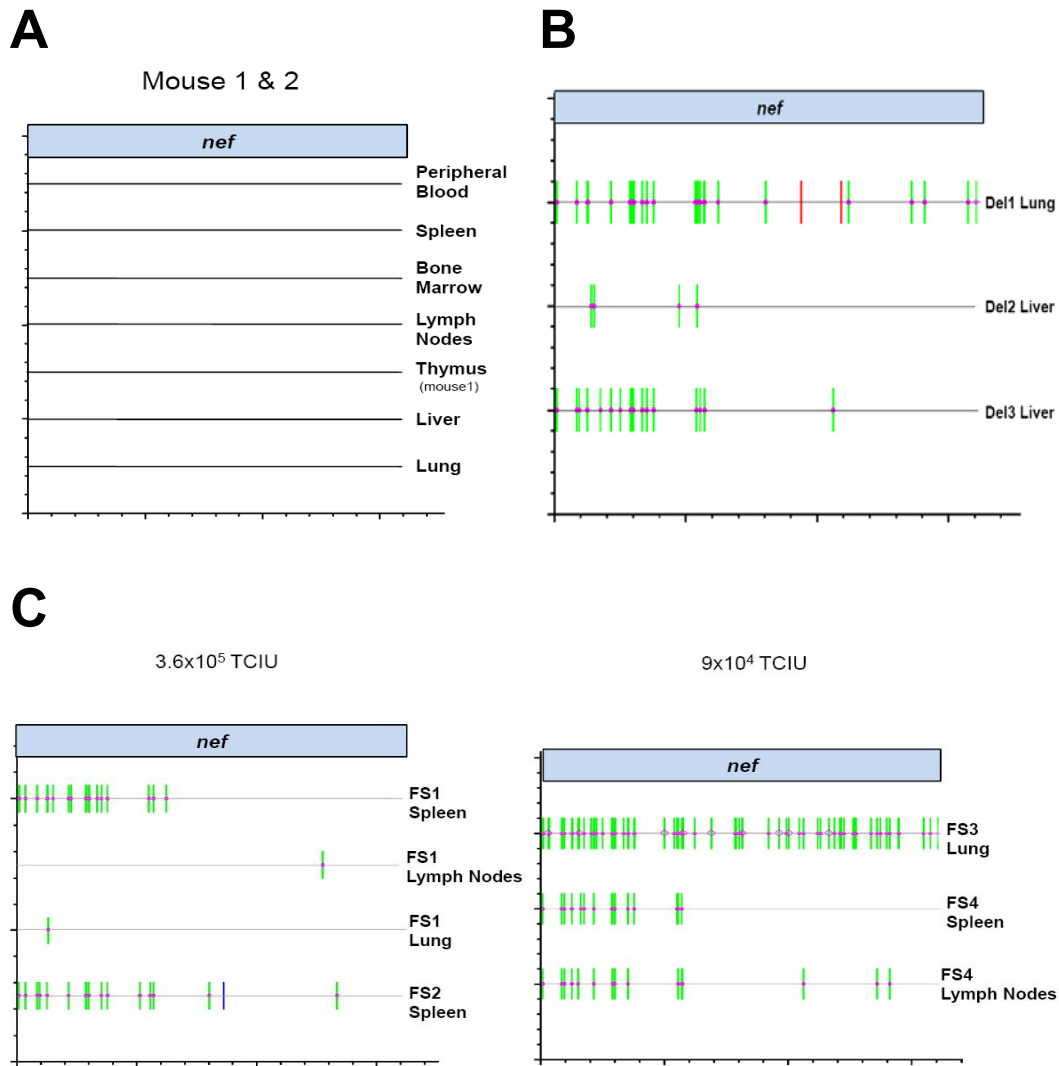 A
Mouse 1 & 2
nef
Peripheral
Blood
Spleen
Bone
Marrow
Lymph
Nodes
Thymus
(mouse1)
Liver
Lung
B
nef
Del1 Lung
Del2 Liver
Del3 Liver
C
3.6x10⁵ TCIU
nef
FS1
Spleen
FS1
Lymph Nodes
FS1
Lung
FS2
Spleen
9x10⁴ TCIU
nef
FS3
Lung
FS4
Spleen
FS4
Lymph Nodes